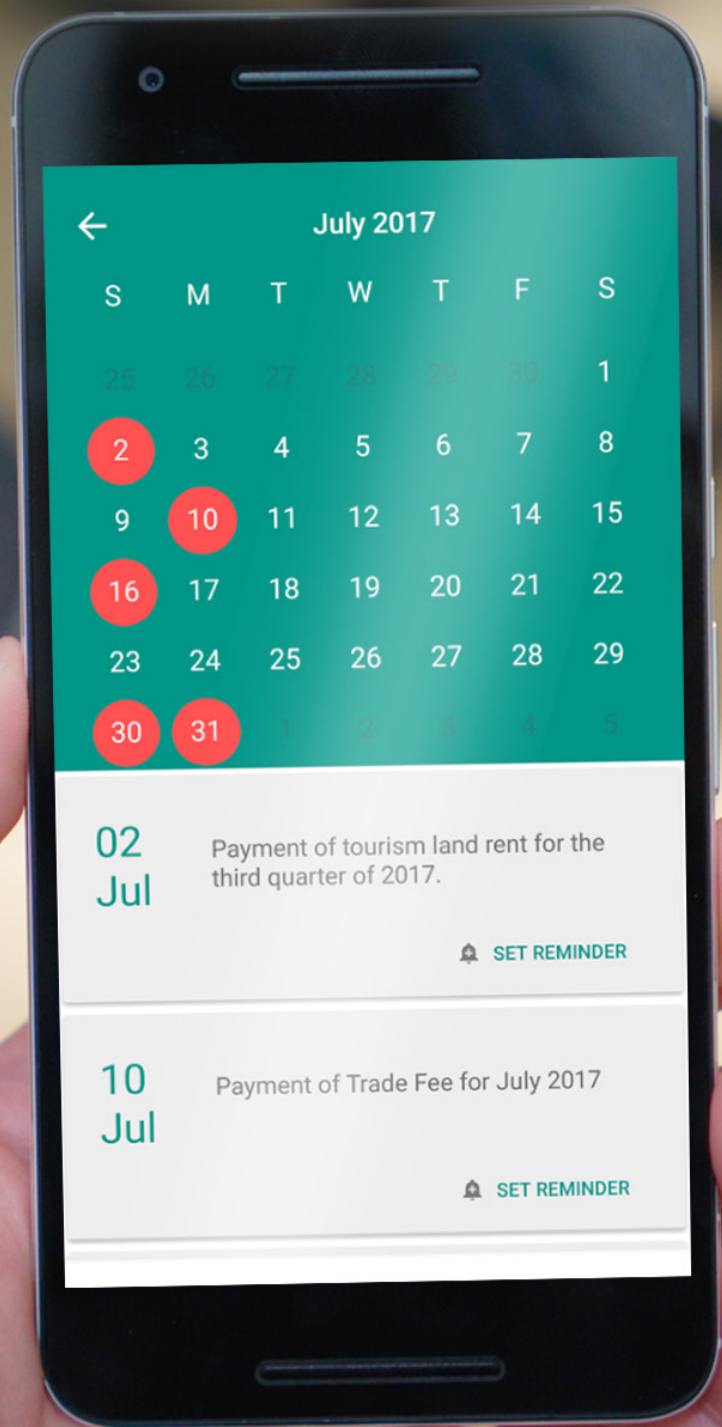 July 2017
S M T W T F S
25 26 27 28 29 30 1
2 3 4 5 6 7 8
9 10 11 12 13 14 15
16 17 18 19 20 21 22
23 24 25 26 27 28 29
30 31 1 2 3 4 5
02
Jul
Payment of tourism land rent for the
third quarter of 2017.
SET REMINDER
10
Jul
Payment of Trade Fee for July 2017
SET REMINDER